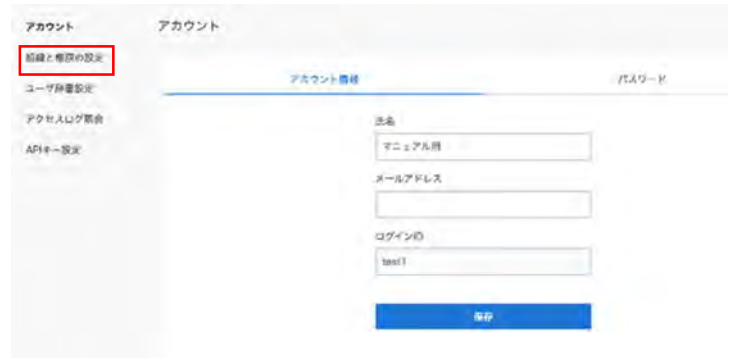 アカウント
組織と権限の設定
ユーザ辞書設定
アクセスログ照会
APIキー設定
アカウント
アカウント情報
パスワード
氏名
マニュアル用
メールアドレス
ログインID
test1
保存